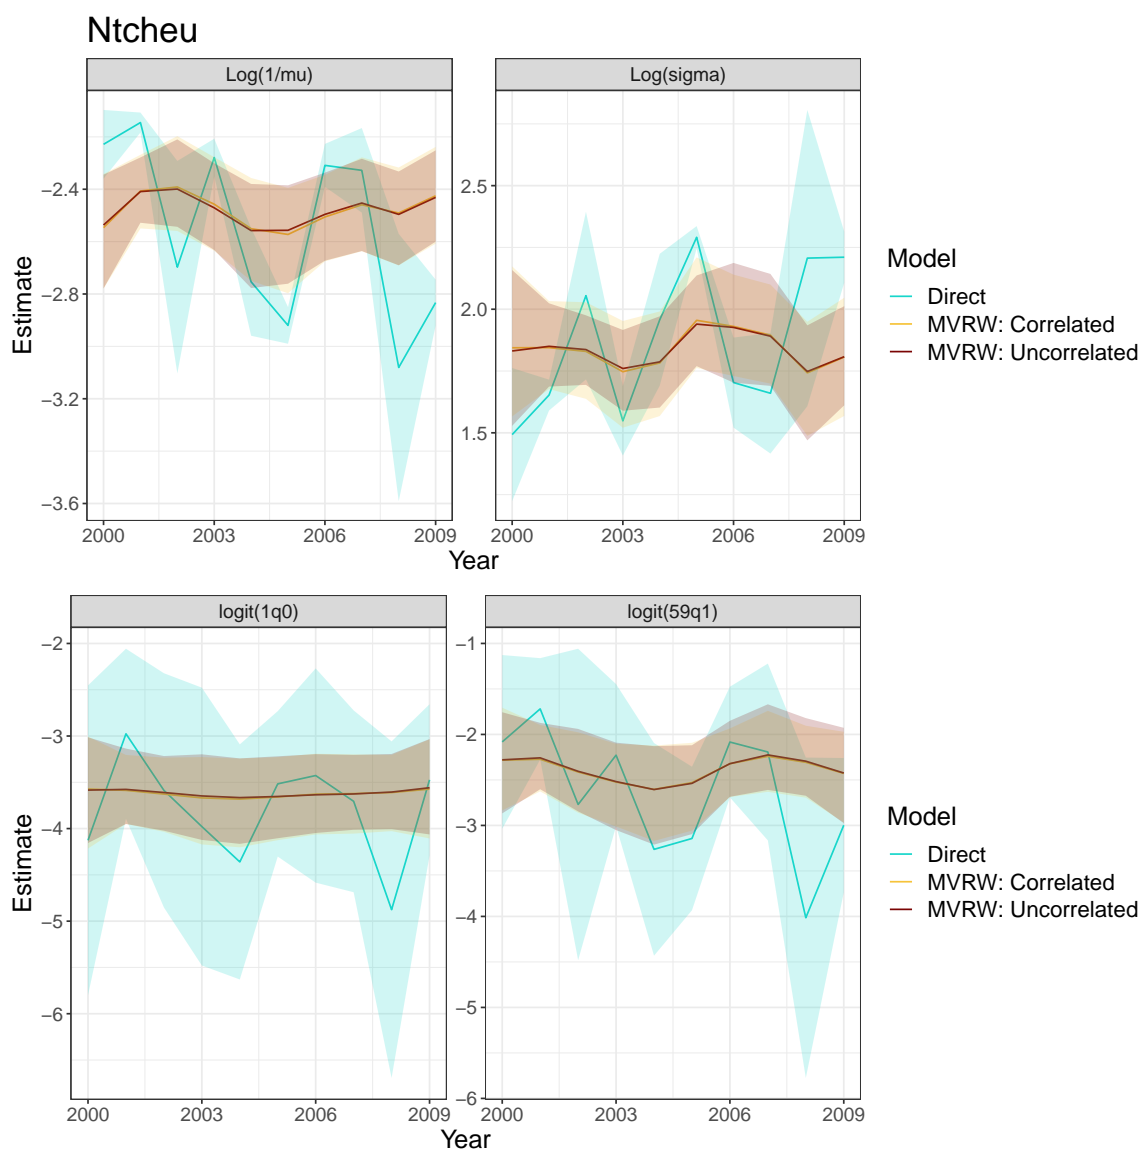 Ntcheu
Log(1/mu)
Log(sigma)
−2.4
−2.8
−3.2
−3.6
2.5
2.0
1.5
Estimate
2000
2003
2006
2009
2000
2003
2006
2009
Year
Model
Direct
MVRW: Correlated
MVRW: Uncorrelated
logit(1q0)
logit(59q1)
−2
−3
−4
−5
−6
−1
−2
−3
−4
−5
−6
Estimate
2000
2003
2006
2009
2000
2003
2006
2009
Year
Model
Direct
MVRW: Correlated
MVRW: Uncorrelated